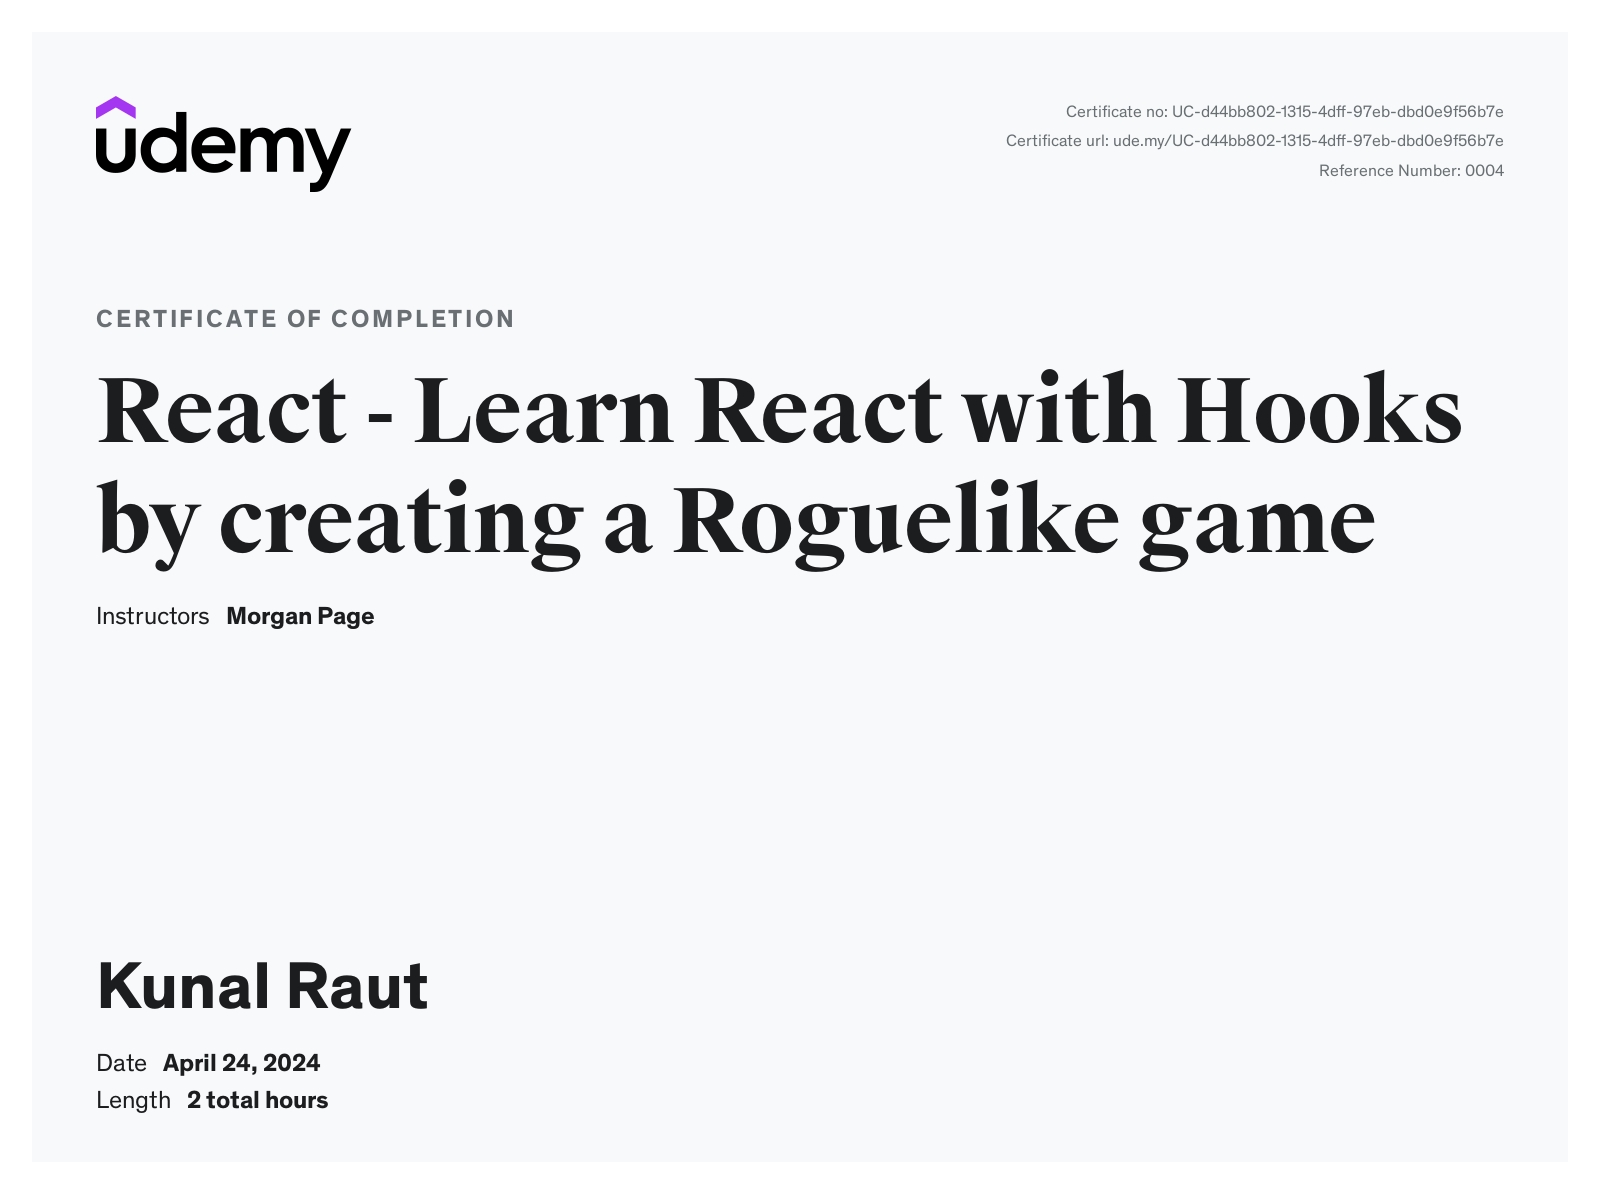 udemy
Certificate no: UC-d44bb802-1315-4dff-97eb-dbd0e9f56b7e
Certificate url: ude.my/UC-d44bb802-1315-4dff-97eb-dbd0e9f56b7e
Reference Number: 0004
CERTIFICATE OF COMPLETION
React - Learn React with Hooks
by creating a Roguelike game
Instructors Morgan Page
Kunal Raut
Date April 24, 2024
Length 2 total hours